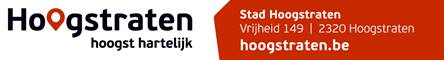 Hoogstraten
hoogst hartelijk
Stad Hoogstraten
Vrijheid 149 | 2320 Hoogstraten
hoogstraten.be